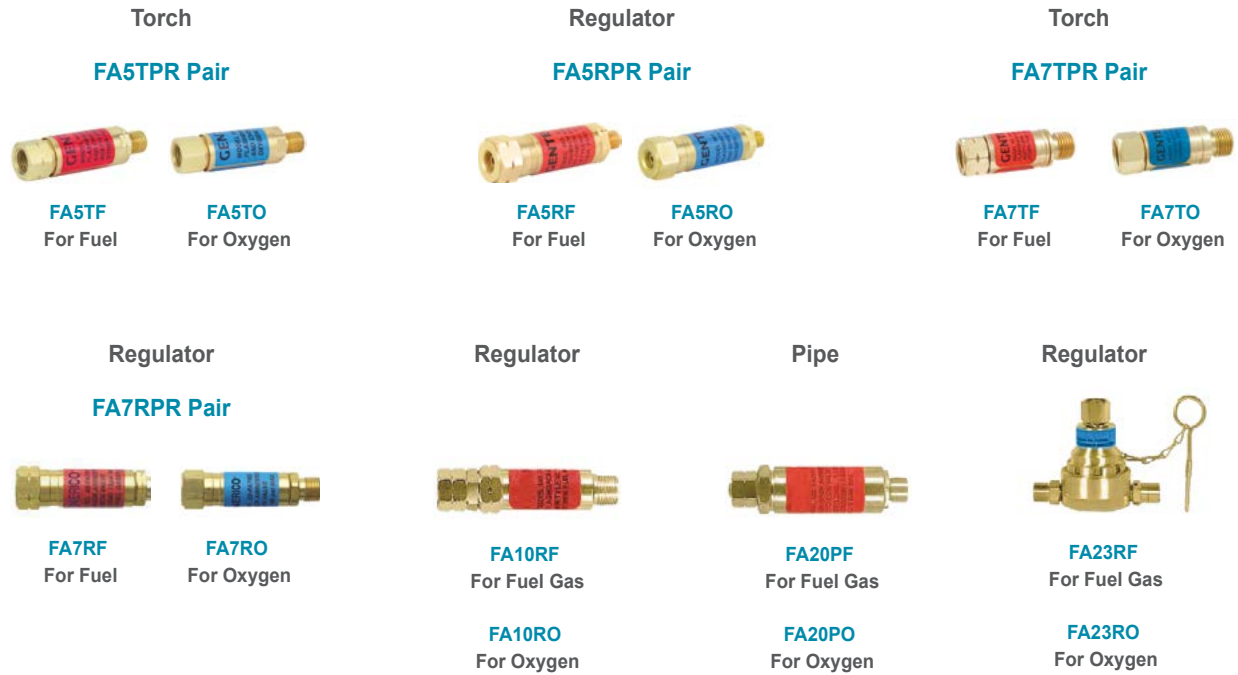 Torch
FA5TPR Pair
FA5TF
For Fuel
FA5TO
For Oxygen
Regulator
FA5RPR Pair
FA5RF
For Fuel
FA5RO
For Oxygen
Torch
FA7TPR Pair
FA7TF
For Fuel
FA7TO
For Oxygen
Regulator
FA7RPR Pair
FA7RF
For Fuel
FA7RO
For Oxygen
Regulator
FA10RF
For Fuel Gas
FA10RO
For Oxygen
Pipe
FA20PF
For Fuel Gas
FA20PO
For Oxygen
Regulator
FA23RF
For Fuel Gas
FA23RO
For Oxygen